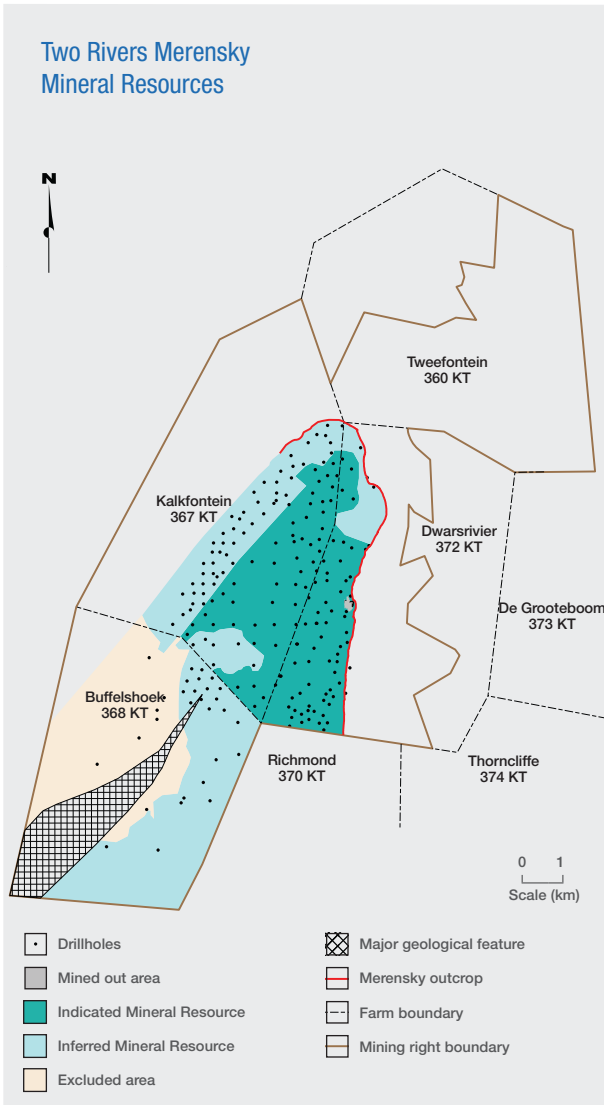 Two Rivers Merensky
Mineral Resources
N
Tweefontein
360 KT
Kalkfontein
367 KT
Dwarsrivier
372 KT
De Grooteboom
373 KT
Buffelshoek
368 KT
Richmond
370 KT
Thorncliffe
374 KT
0 1
Scale (km)
Drillholes
Mined out area
Indicated Mineral Resource
Inferred Mineral Resource
Excluded area
Major geological feature
Merensky outcrop
Farm boundary
Mining right boundary